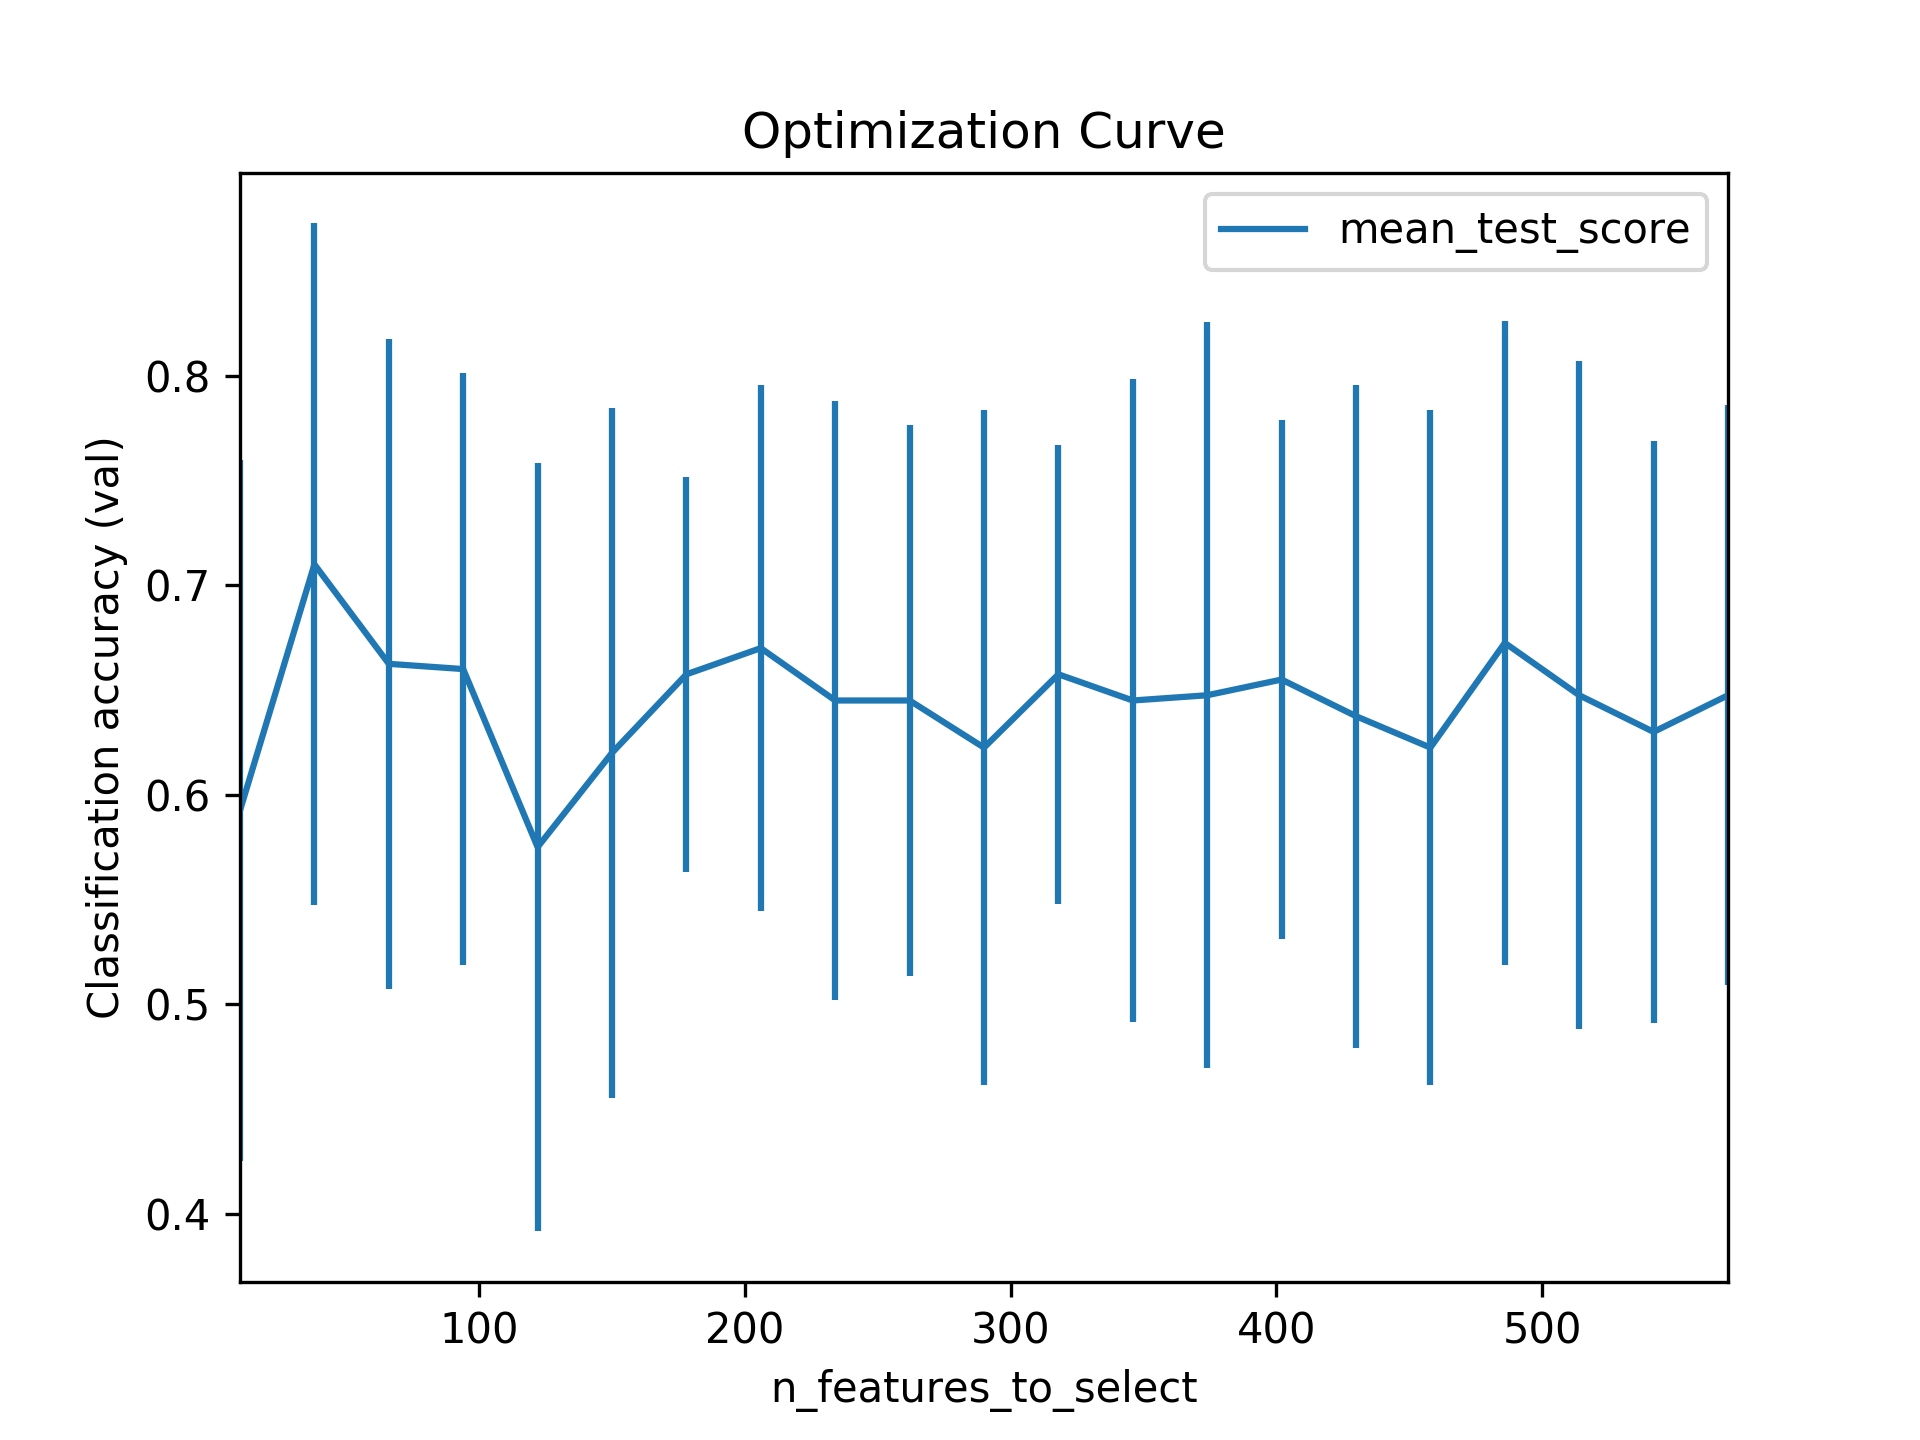 Optimization Curve
mean_test_score
Classification accuracy (val)
0.8
0.7
0.6
0.5
0.4
100 200 300 400 500
n_features_to_select